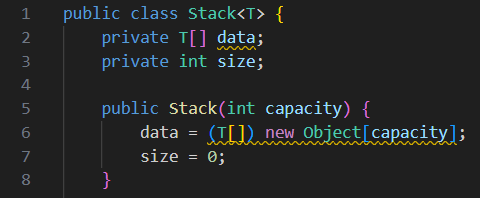 1 public class Stack<T> {
2     private T[] data;
3     private int size;
4
5     public Stack(int capacity) {
6         data = (T[]) new Object[capacity];
7         size = 0;
8     }